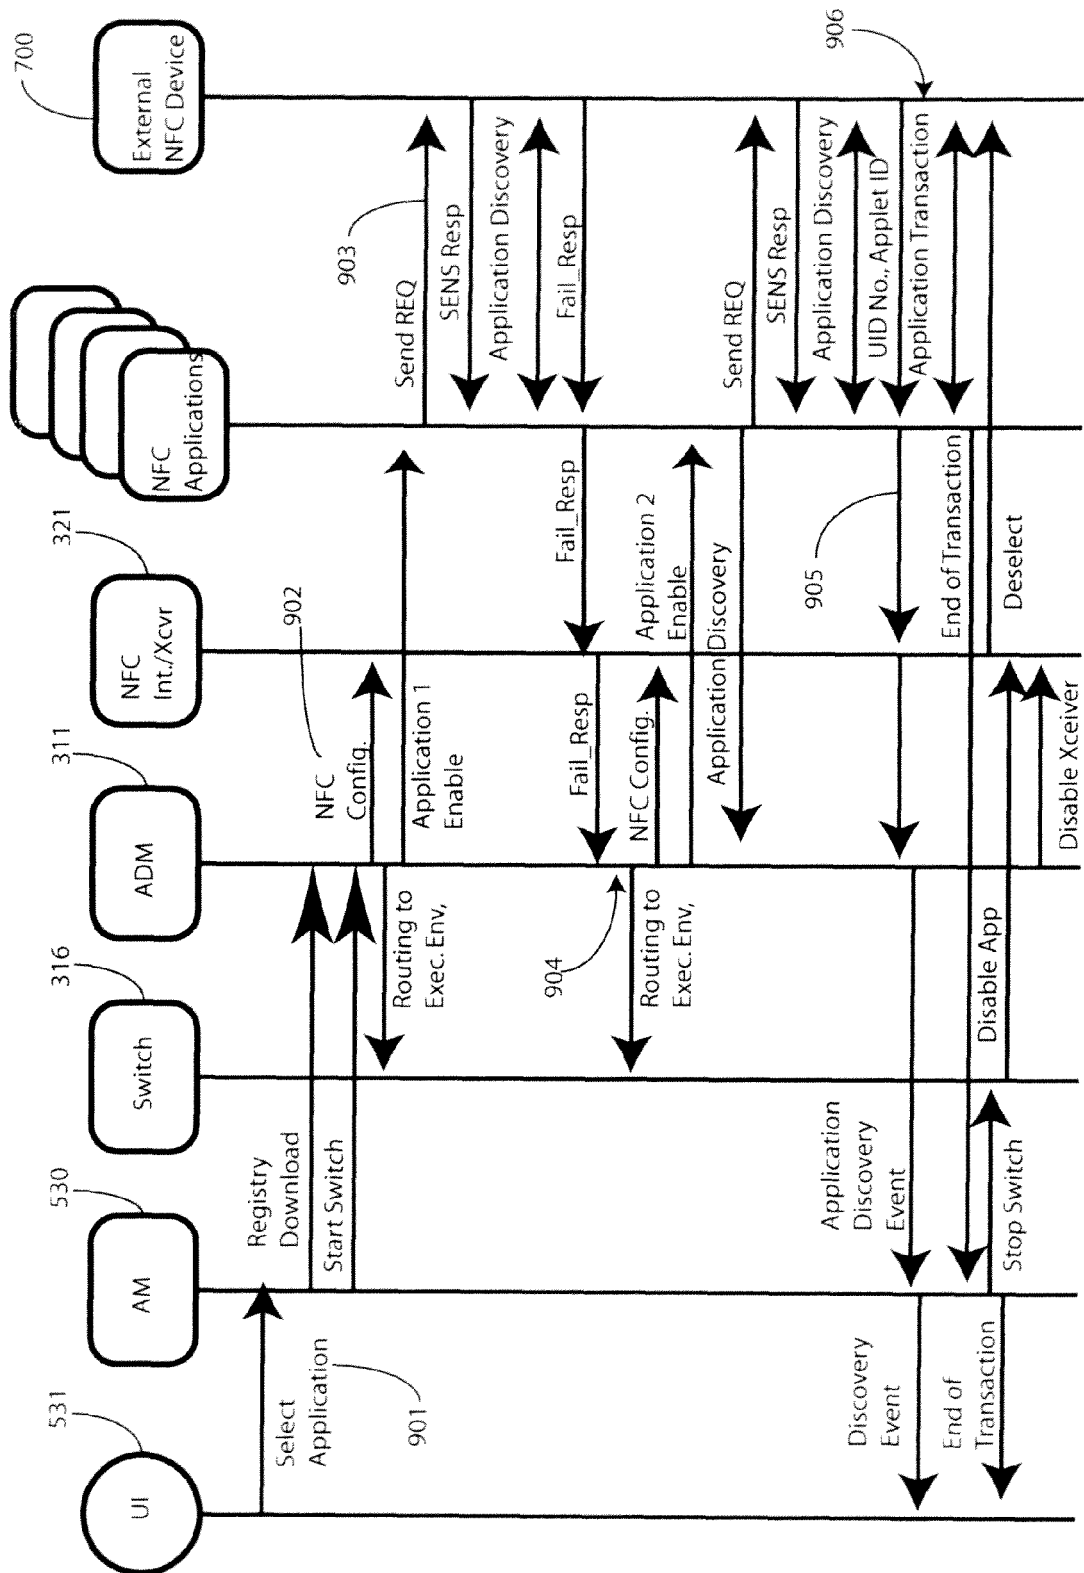 531
UI
530
AM
316
Switch
311
ADM
321
NFC
Int./Xcvr
NFC
Applications
700
External
NFC Device
Select
Application
901
Registry
Download
Start Switch
NFC
Config.
902
Routing to
Exec. Env,
Application 1
Enable
Send REQ
903
SENS Resp
Application Discovery
Fail_Resp
Fail_Resp
Fail_Resp
904
Routing to
Exec. Env,
NFC Config.
Application 2
Enable
Application Discovery
Send REQ
SENS Resp
Application Discovery
UID No., Applet ID
905
906
Application Transaction
Application
Discovery
Event
Discovery
Event
End of Transaction
End of
Transaction
Stop Switch
Disable App
Deselect
Disable Xceiver